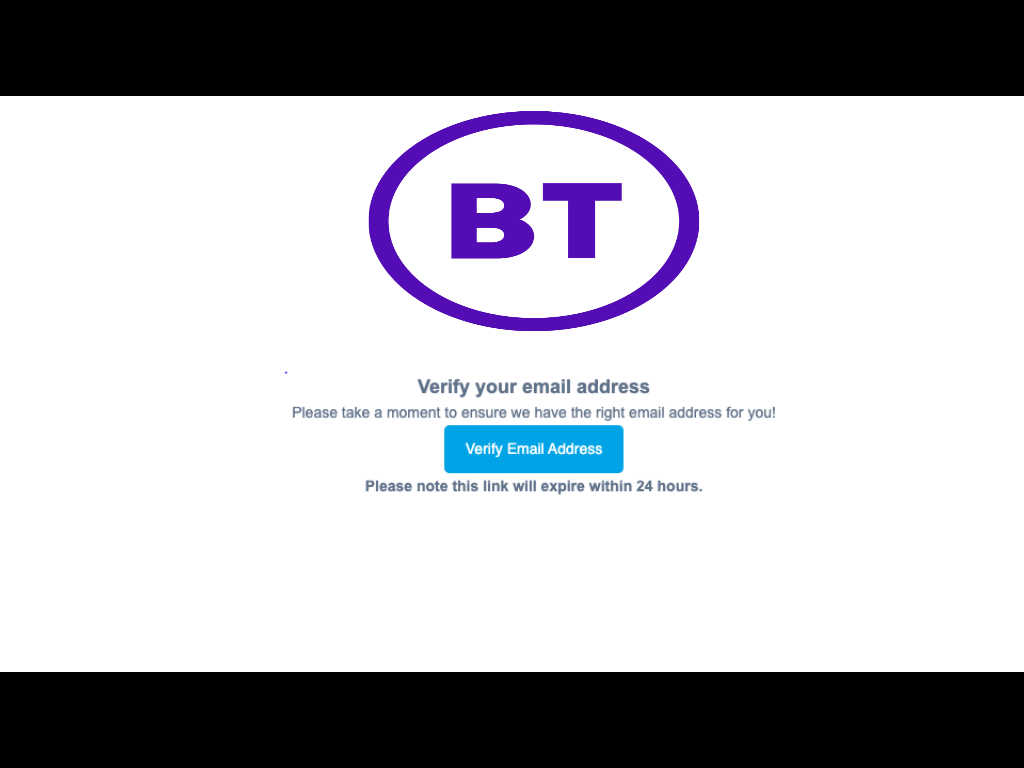 BT
Verify your email address
Please take a moment to ensure we have the right email address for you!
Verify Email Address
Please note this link will expire within 24 hours.